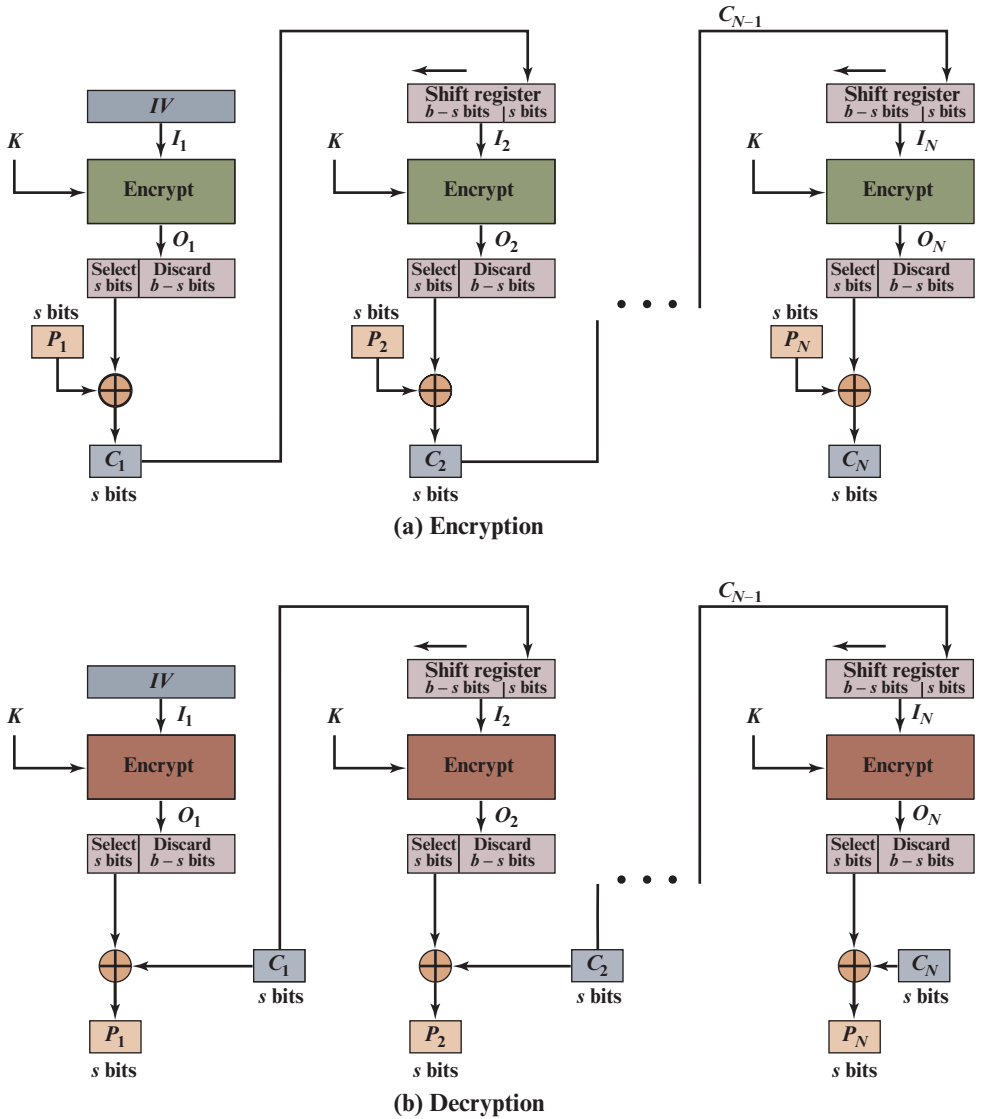 C_{N–1}
IV
Shift register
b – s bits | s bits
Shift register
b – s bits | s bits
K
I_1
K
I_2
K
I_N
Encrypt
Encrypt
Encrypt
O_1
O_2
O_N
Select
s bits
Discard
b – s bits
Select
s bits
Discard
b – s bits
Select
s bits
Discard
b – s bits
s bits
P_1
s bits
P_2
s bits
P_N
C_1
s bits
C_2
s bits
C_N
s bits
(a) Encryption
C_{N–1}
IV
Shift register
b – s bits | s bits
Shift register
b – s bits | s bits
K
I_1
K
I_2
K
I_N
Encrypt
Encrypt
Encrypt
O_1
O_2
O_N
Select
s bits
Discard
b – s bits
Select
s bits
Discard
b – s bits
Select
s bits
Discard
b – s bits
C_1
s bits
C_2
s bits
C_N
s bits
P_1
s bits
P_2
s bits
P_N
s bits
(b) Decryption